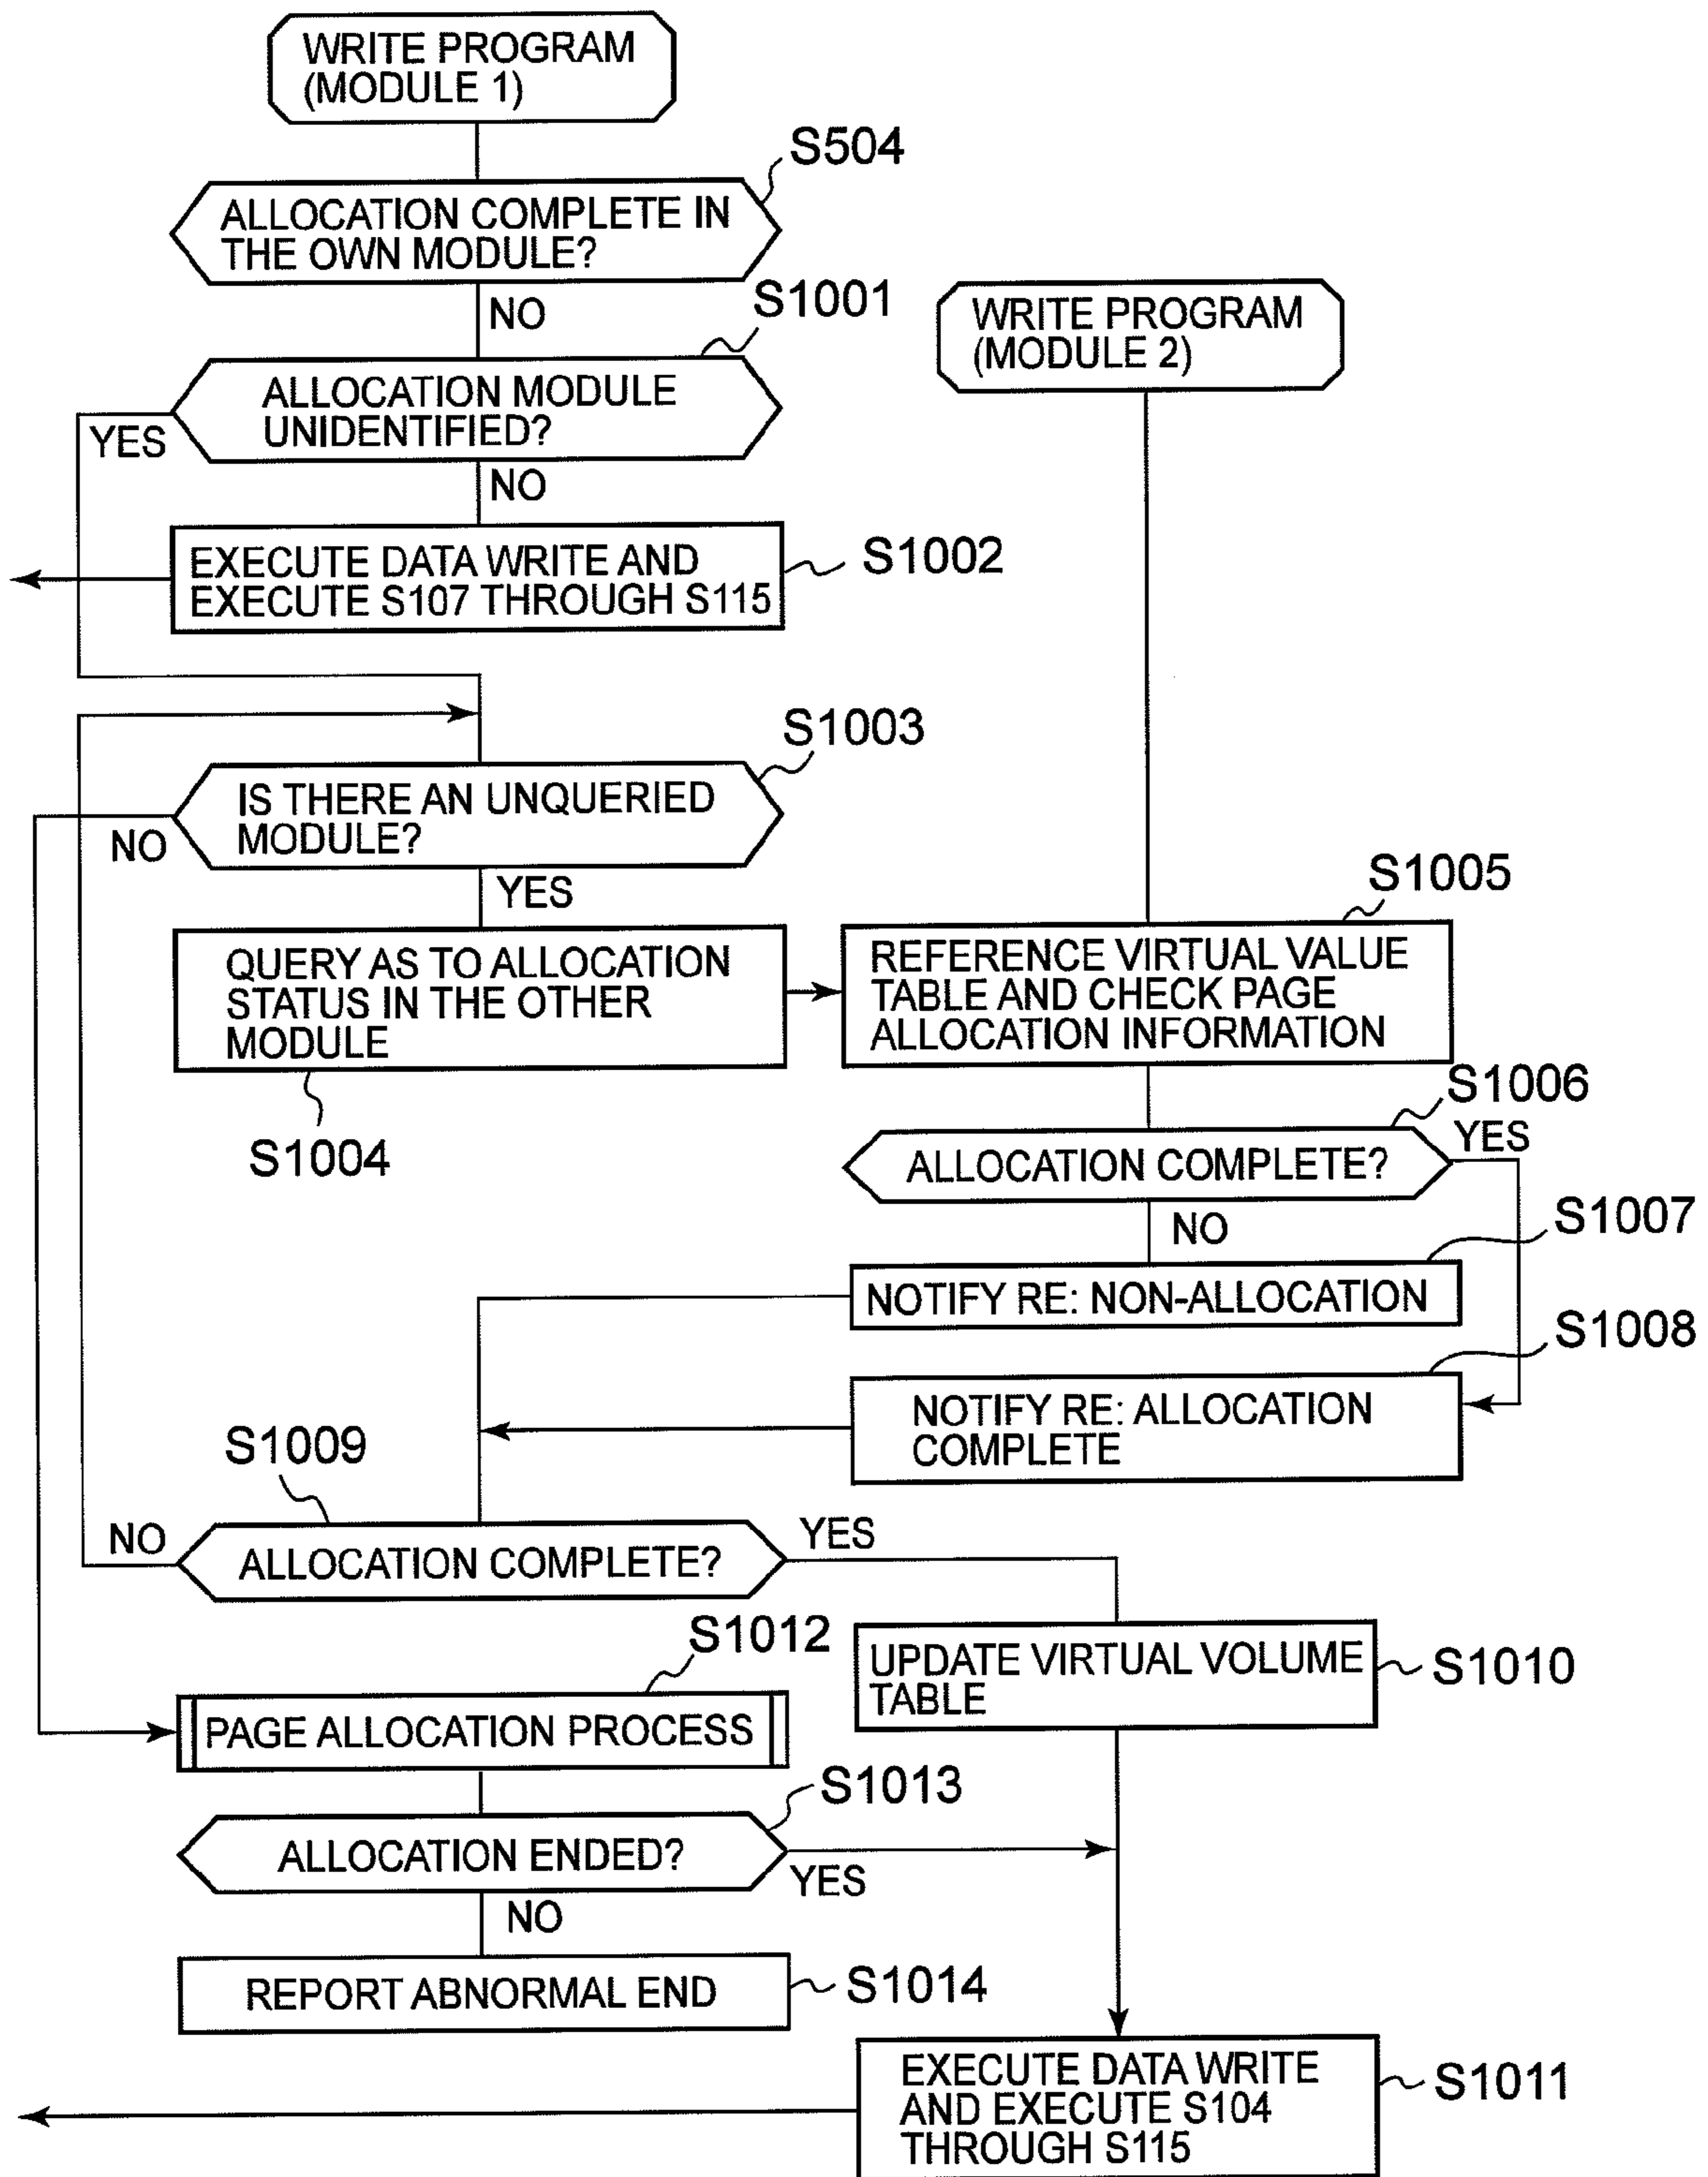 WRITE PROGRAM
(MODULE 1)
S504
ALLOCATION COMPLETE IN
THE OWN MODULE?
NO
S1001
ALLOCATION MODULE
UNIDENTIFIED?
YES
NO
WRITE PROGRAM
(MODULE 2)
EXECUTE DATA WRITE AND
EXECUTE S107 THROUGH S115
S1002
S1003
IS THERE AN UNQUERIED
MODULE?
NO
YES
QUERY AS TO ALLOCATION
STATUS IN THE OTHER
MODULE
S1004
S1005
REFERENCE VIRTUAL VALUE
TABLE AND CHECK PAGE
ALLOCATION INFORMATION
S1006
YES
ALLOCATION COMPLETE?
NO
S1007
NOTIFY RE: NON-ALLOCATION
S1008
NOTIFY RE: ALLOCATION
COMPLETE
S1009
NO
ALLOCATION COMPLETE?
YES
UPDATE VIRTUAL VOLUME
TABLE
S1010
S1012
PAGE ALLOCATION PROCESS
S1013
ALLOCATION ENDED?
YES
NO
REPORT ABNORMAL END
S1014
EXECUTE DATA WRITE
AND EXECUTE S104
THROUGH S115
S1011